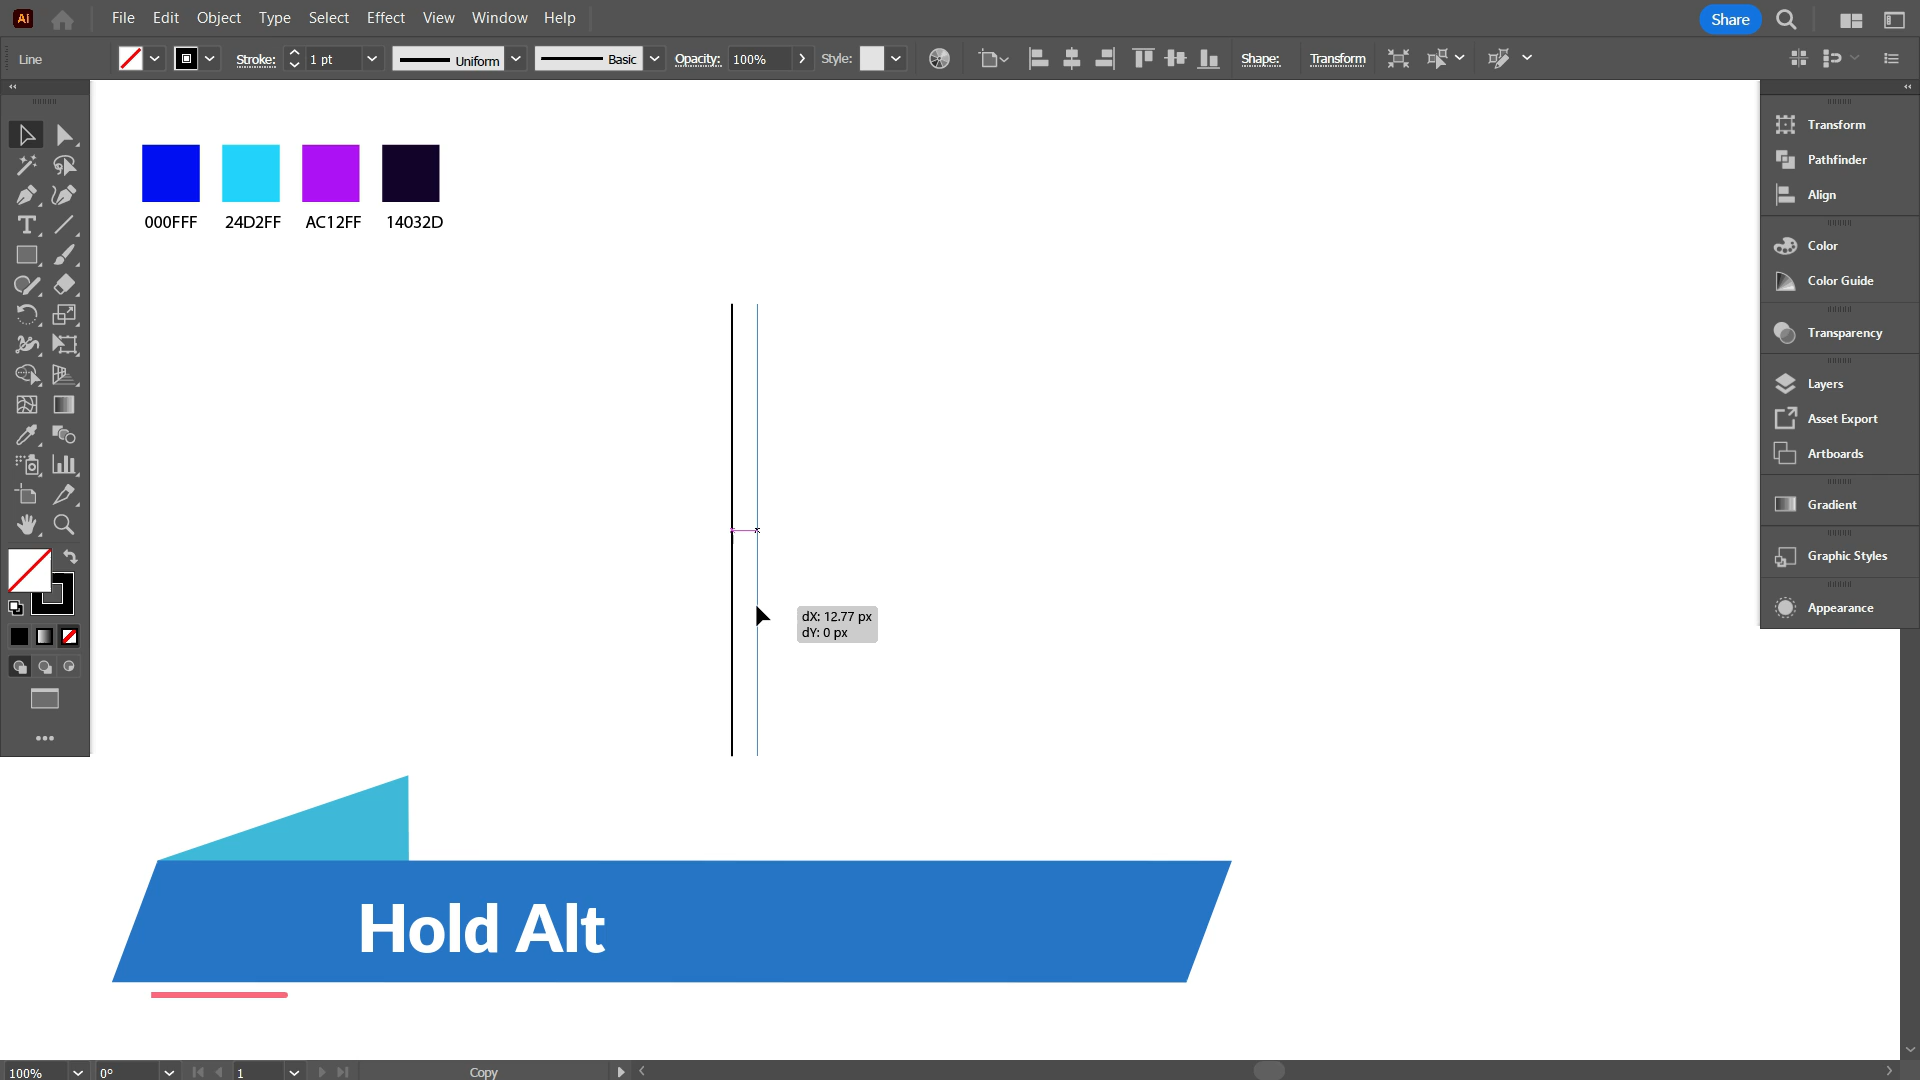 Ai
File Edit Object Type Select Effect View Window Help
Share
Line
Stroke: 1 pt
Uniform
Basic
Opacity: 100%
Style:
Shape:
Transform
000FFF 24D2FF AC12FF 14032D
Transform
Pathfinder
Align
Color
Color Guide
Transparency
Layers
Asset Export
Artboards
Gradient
Graphic Styles
Appearance
dX: 12.77 px
dY: 0 px
Hold Alt
100% 0° 1 Copy